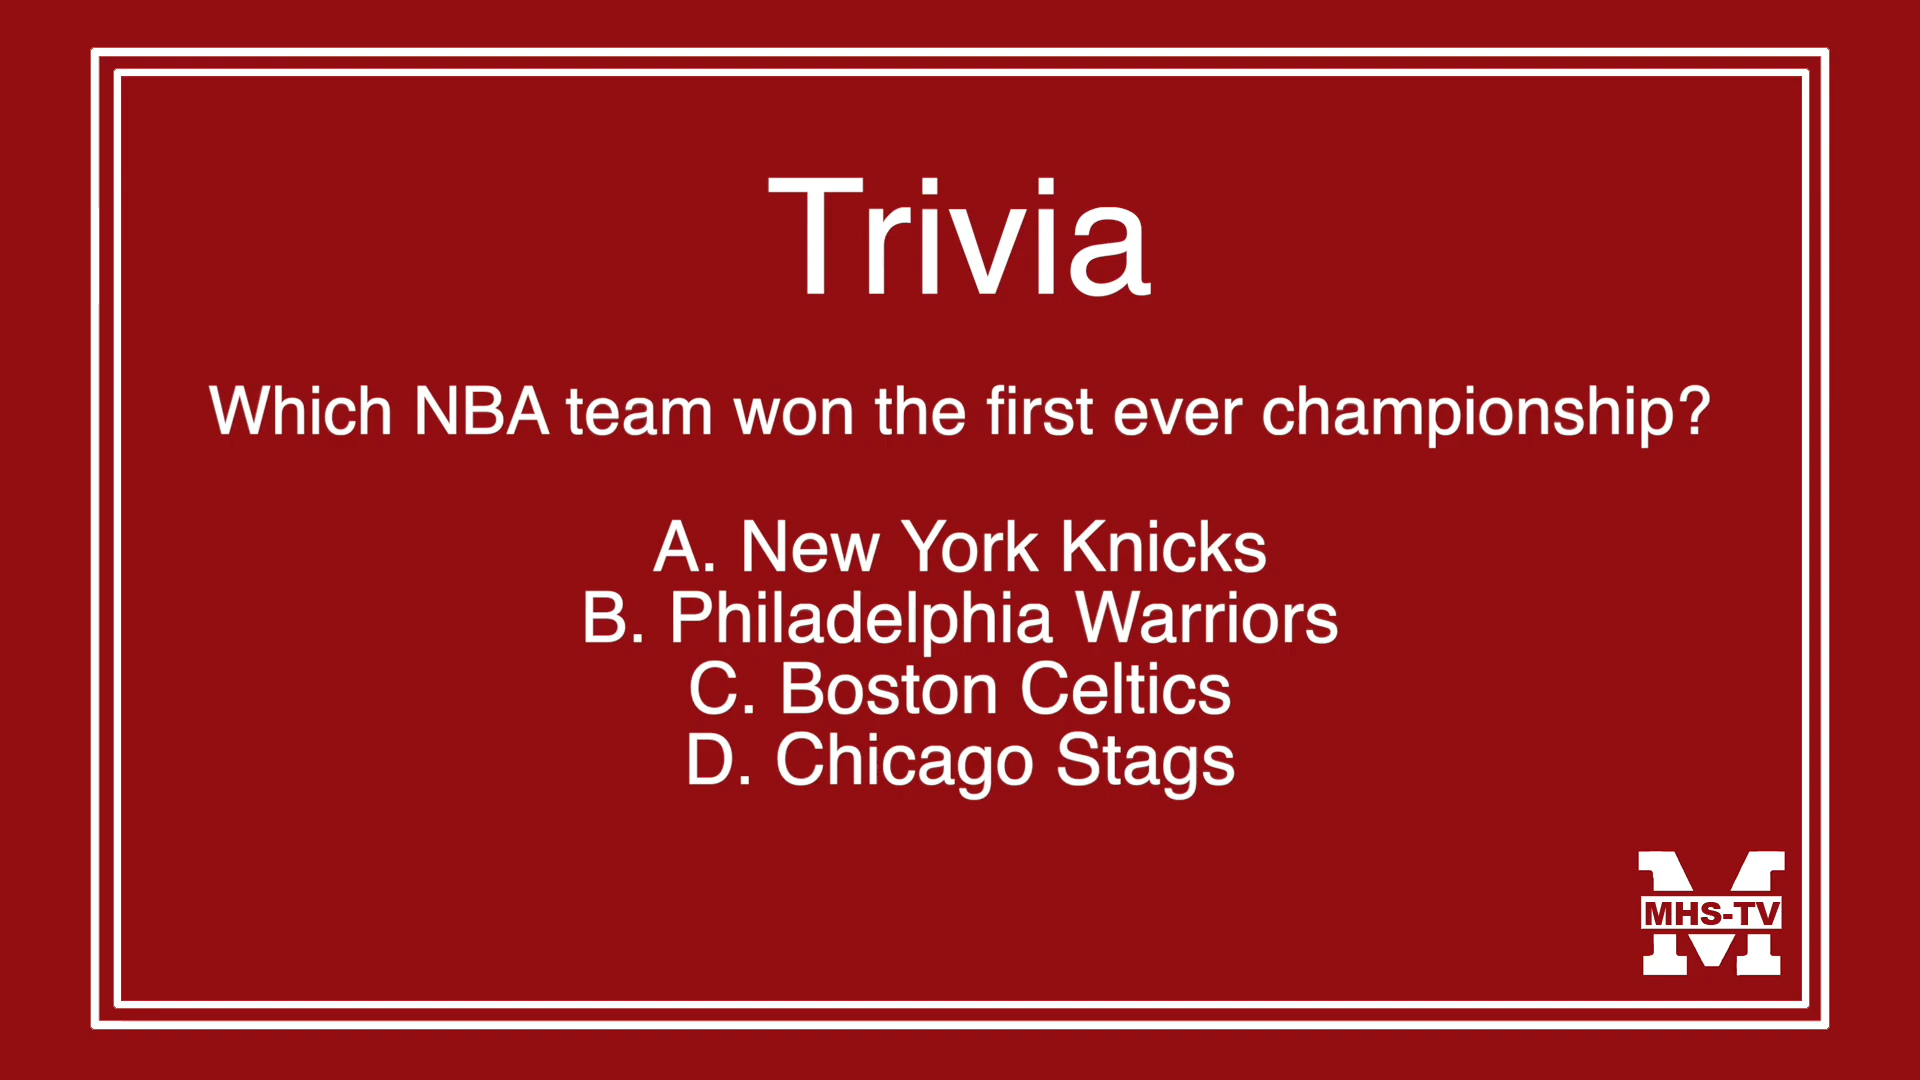 Trivia
Which NBA team won the first ever championship?
A. New York Knicks
B. Philadelphia Warriors
C. Boston Celtics
D. Chicago Stags
MHS-TV